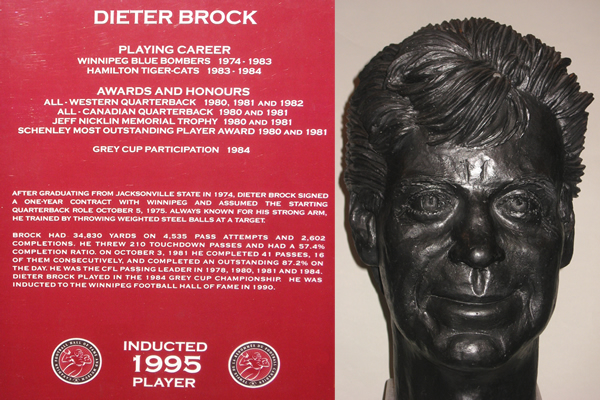 DIETER BROCK
PLAYING CAREER
WINNIPEG BLUE BOMBERS 1974 - 1983
HAMILTON TIGER-CATS 1983 - 1984
AWARDS AND HONOURS
ALL - WESTERN QUARTERBACK 1980, 1981 AND 1982
ALL - CANADIAN QUARTERBACK 1980 AND 1981
JEFF NICKLIN MEMORIAL TROPHY 1980 AND 1981
SCHENLEY MOST OUTSTANDING PLAYER AWARD 1980 AND 1981
GREY CUP PARTICIPATION 1984
AFTER GRADUATING FROM JACKSONVILLE STATE IN 1974, DIETER BROCK SIGNED
A ONE-YEAR CONTRACT WITH WINNIPEG AND ASSUMED THE STARTING
QUARTERBACK ROLE OCTOBER 5, 1975. ALWAYS KNOWN FOR HIS STRONG ARM,
HE TRAINED BY THROWING WEIGHTED STEEL BALLS AT A TARGET.
BROCK HAD 34,830 YARDS ON 4,535 PASS ATTEMPTS AND 2,602
COMPLETIONS. HE THREW 210 TOUCHDOWN PASSES AND HAD A 57.4%
COMPLETION RATIO. ON OCTOBER 3, 1981 HE COMPLETED 41 PASSES, 16
OF THEM CONSECUTIVELY, AND COMPLETED AN OUTSTANDING 87.2% ON
THE DAY. HE WAS THE CFL PASSING LEADER IN 1978, 1980, 1981 AND 1984.
DIETER BROCK PLAYED IN THE 1984 GREY CUP CHAMPIONSHIP. HE WAS
INDUCTED TO THE WINNIPEG FOOTBALL HALL OF FAME IN 1990.
INDUCTED
1995
PLAYER